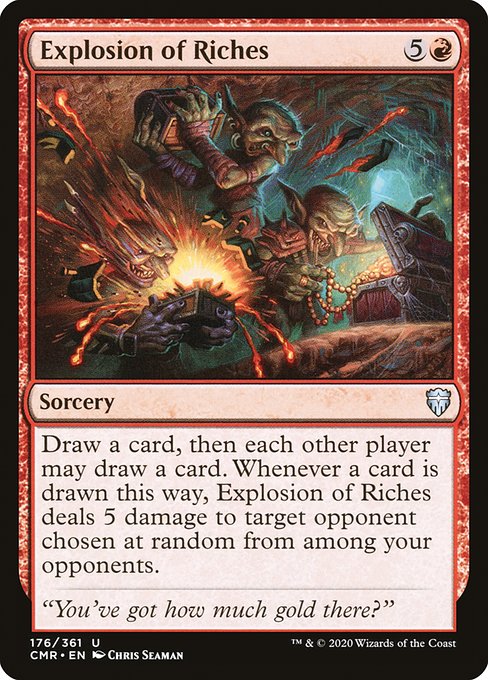 Explosion of Riches 5
Sorcery
Draw a card, then each other player
may draw a card. Whenever a card is
drawn this way, Explosion of Riches
deals 5 damage to target opponent
chosen at random from among your
opponents.
“You’ve got how much gold there?”
176/361 U
CMR • EN Chris Seaman
™ & © 2020 Wizards of the Coast